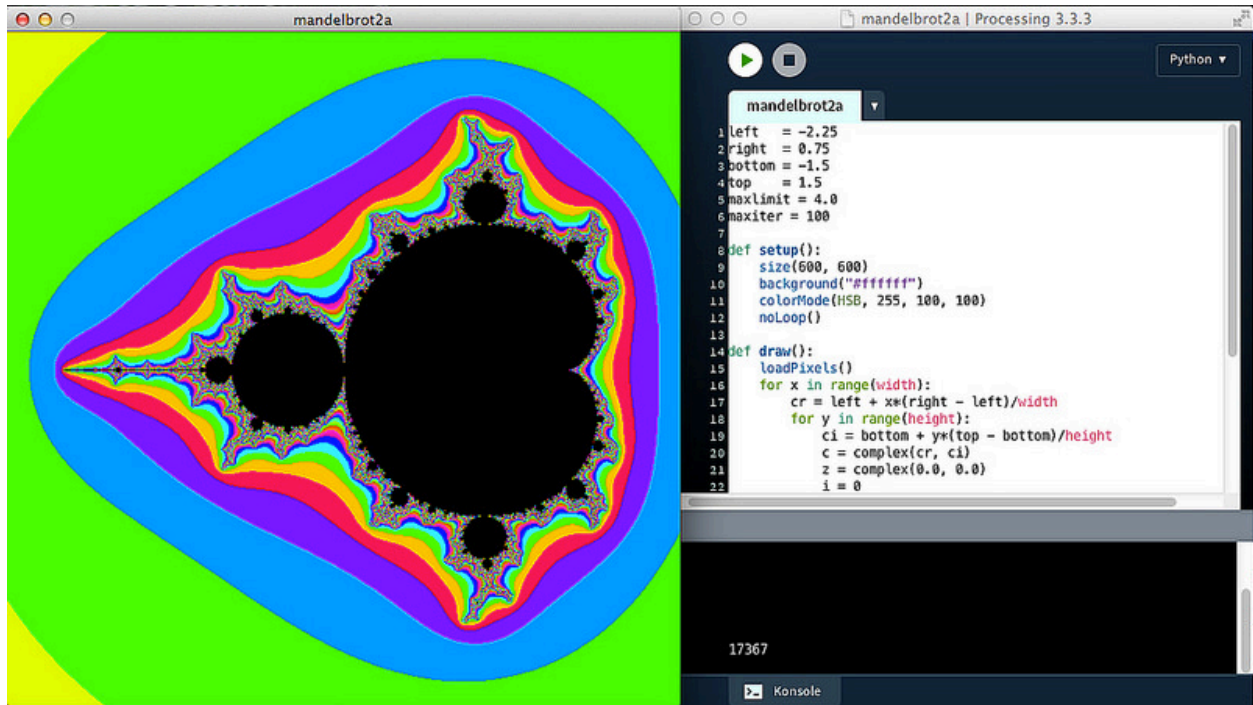 mandelbrot2a
mandelbrot2a | Processing 3.3.3
Python ▼
mandelbrot2a ▼
1 left   = -2.25
2 right  = 0.75
3 bottom = -1.5
4 top    = 1.5
5 maxlimit = 4.0
6 maxiter = 100
7
8 def setup():
9     size(600, 600)
10     background("#ffffff")
11     colorMode(HSB, 255, 100, 100)
12     noLoop()
13
14 def draw():
15     loadPixels()
16     for x in range(width):
17         cr = left + x*(right - left)/width
18         for y in range(height):
19             ci = bottom + y*(top - bottom)/height
20             c = complex(cr, ci)
21             z = complex(0.0, 0.0)
22             i = 0
17367
Konsole